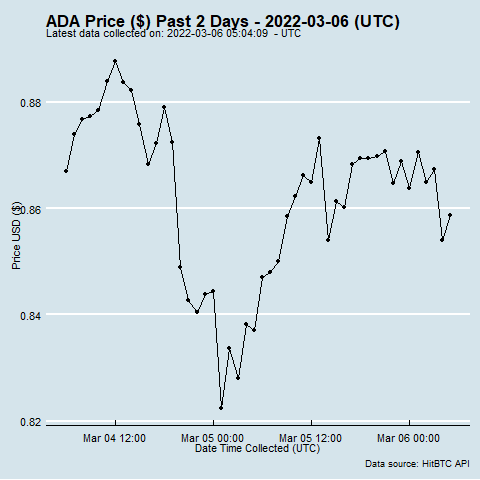 ADA Price ($) Past 2 Days - 2022-03-06 (UTC)
Latest data collected on: 2022-03-06 05:04:09 - UTC
0.88
0.86
0.84
0.82
Price USD ($)
Mar 04 12:00
Mar 05 00:00
Mar 05 12:00
Mar 06 00:00
Date Time Collected (UTC)
Data source: HitBTC API